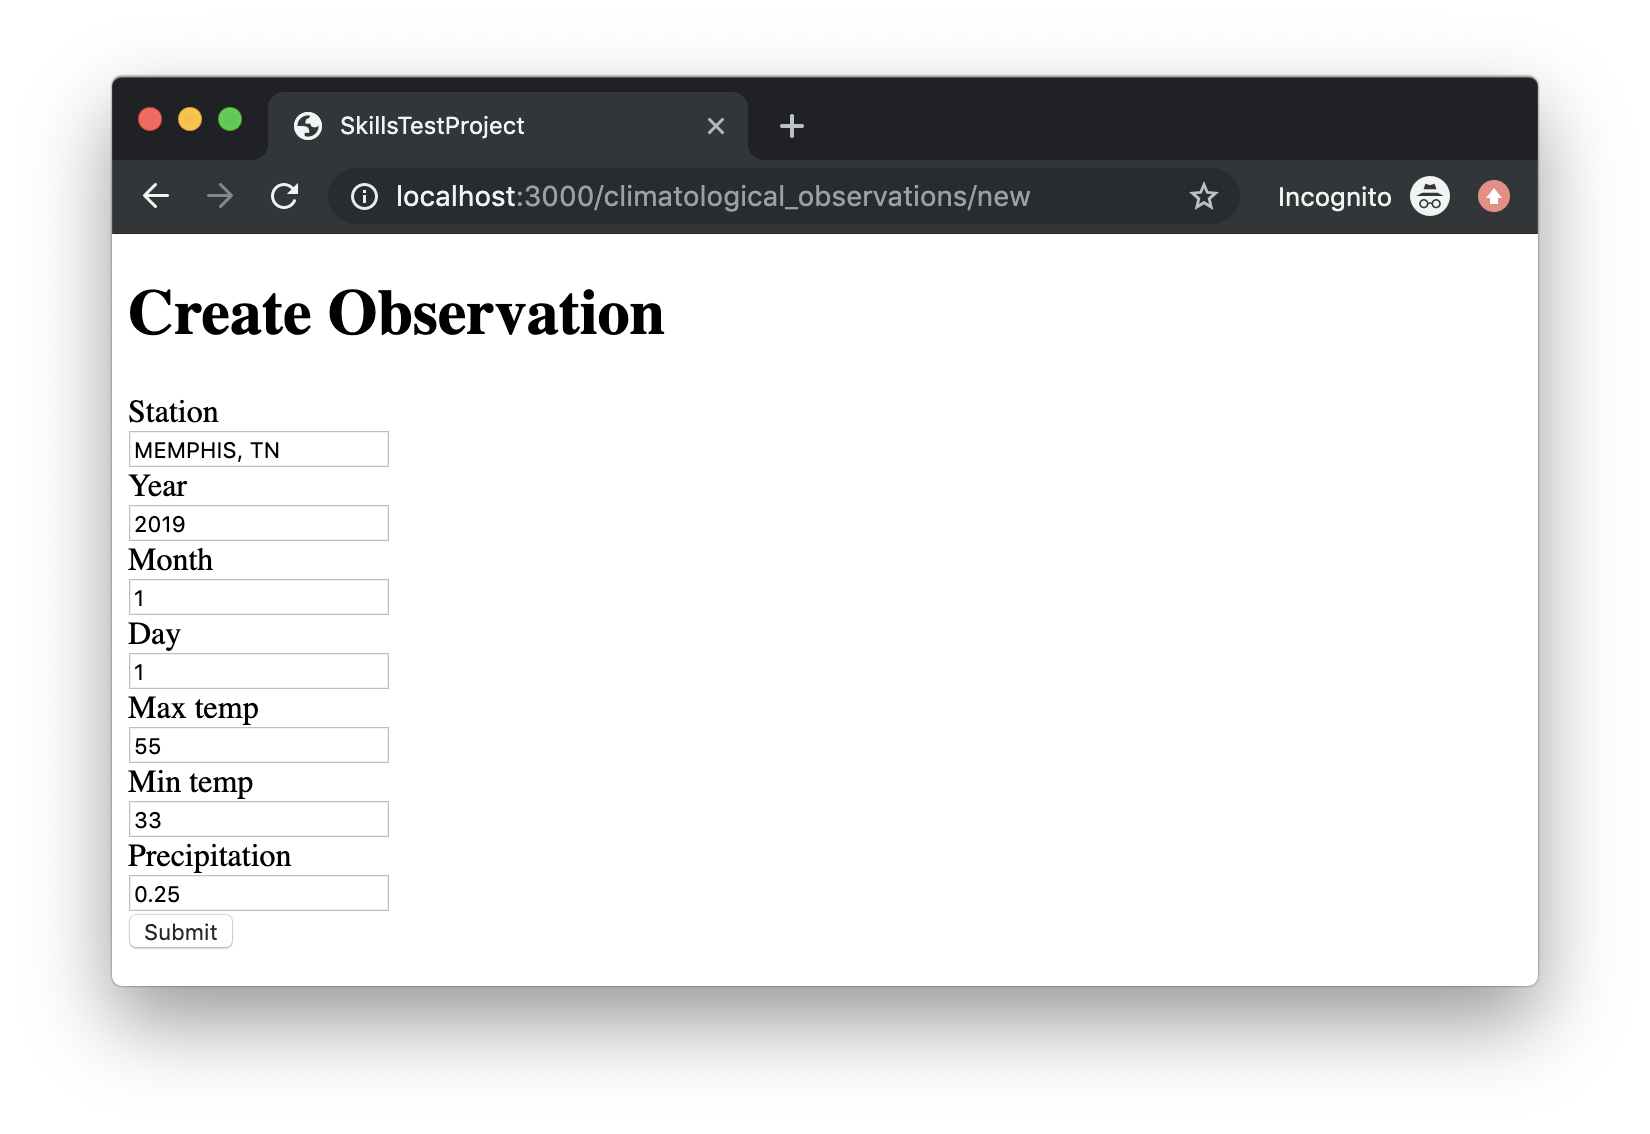 SkillsTestProject
localhost:3000/climatological_observations/new
Incognito
Create Observation
Station
MEMPHIS, TN
Year
2019
Month
1
Day
1
Max temp
55
Min temp
33
Precipitation
0.25
Submit